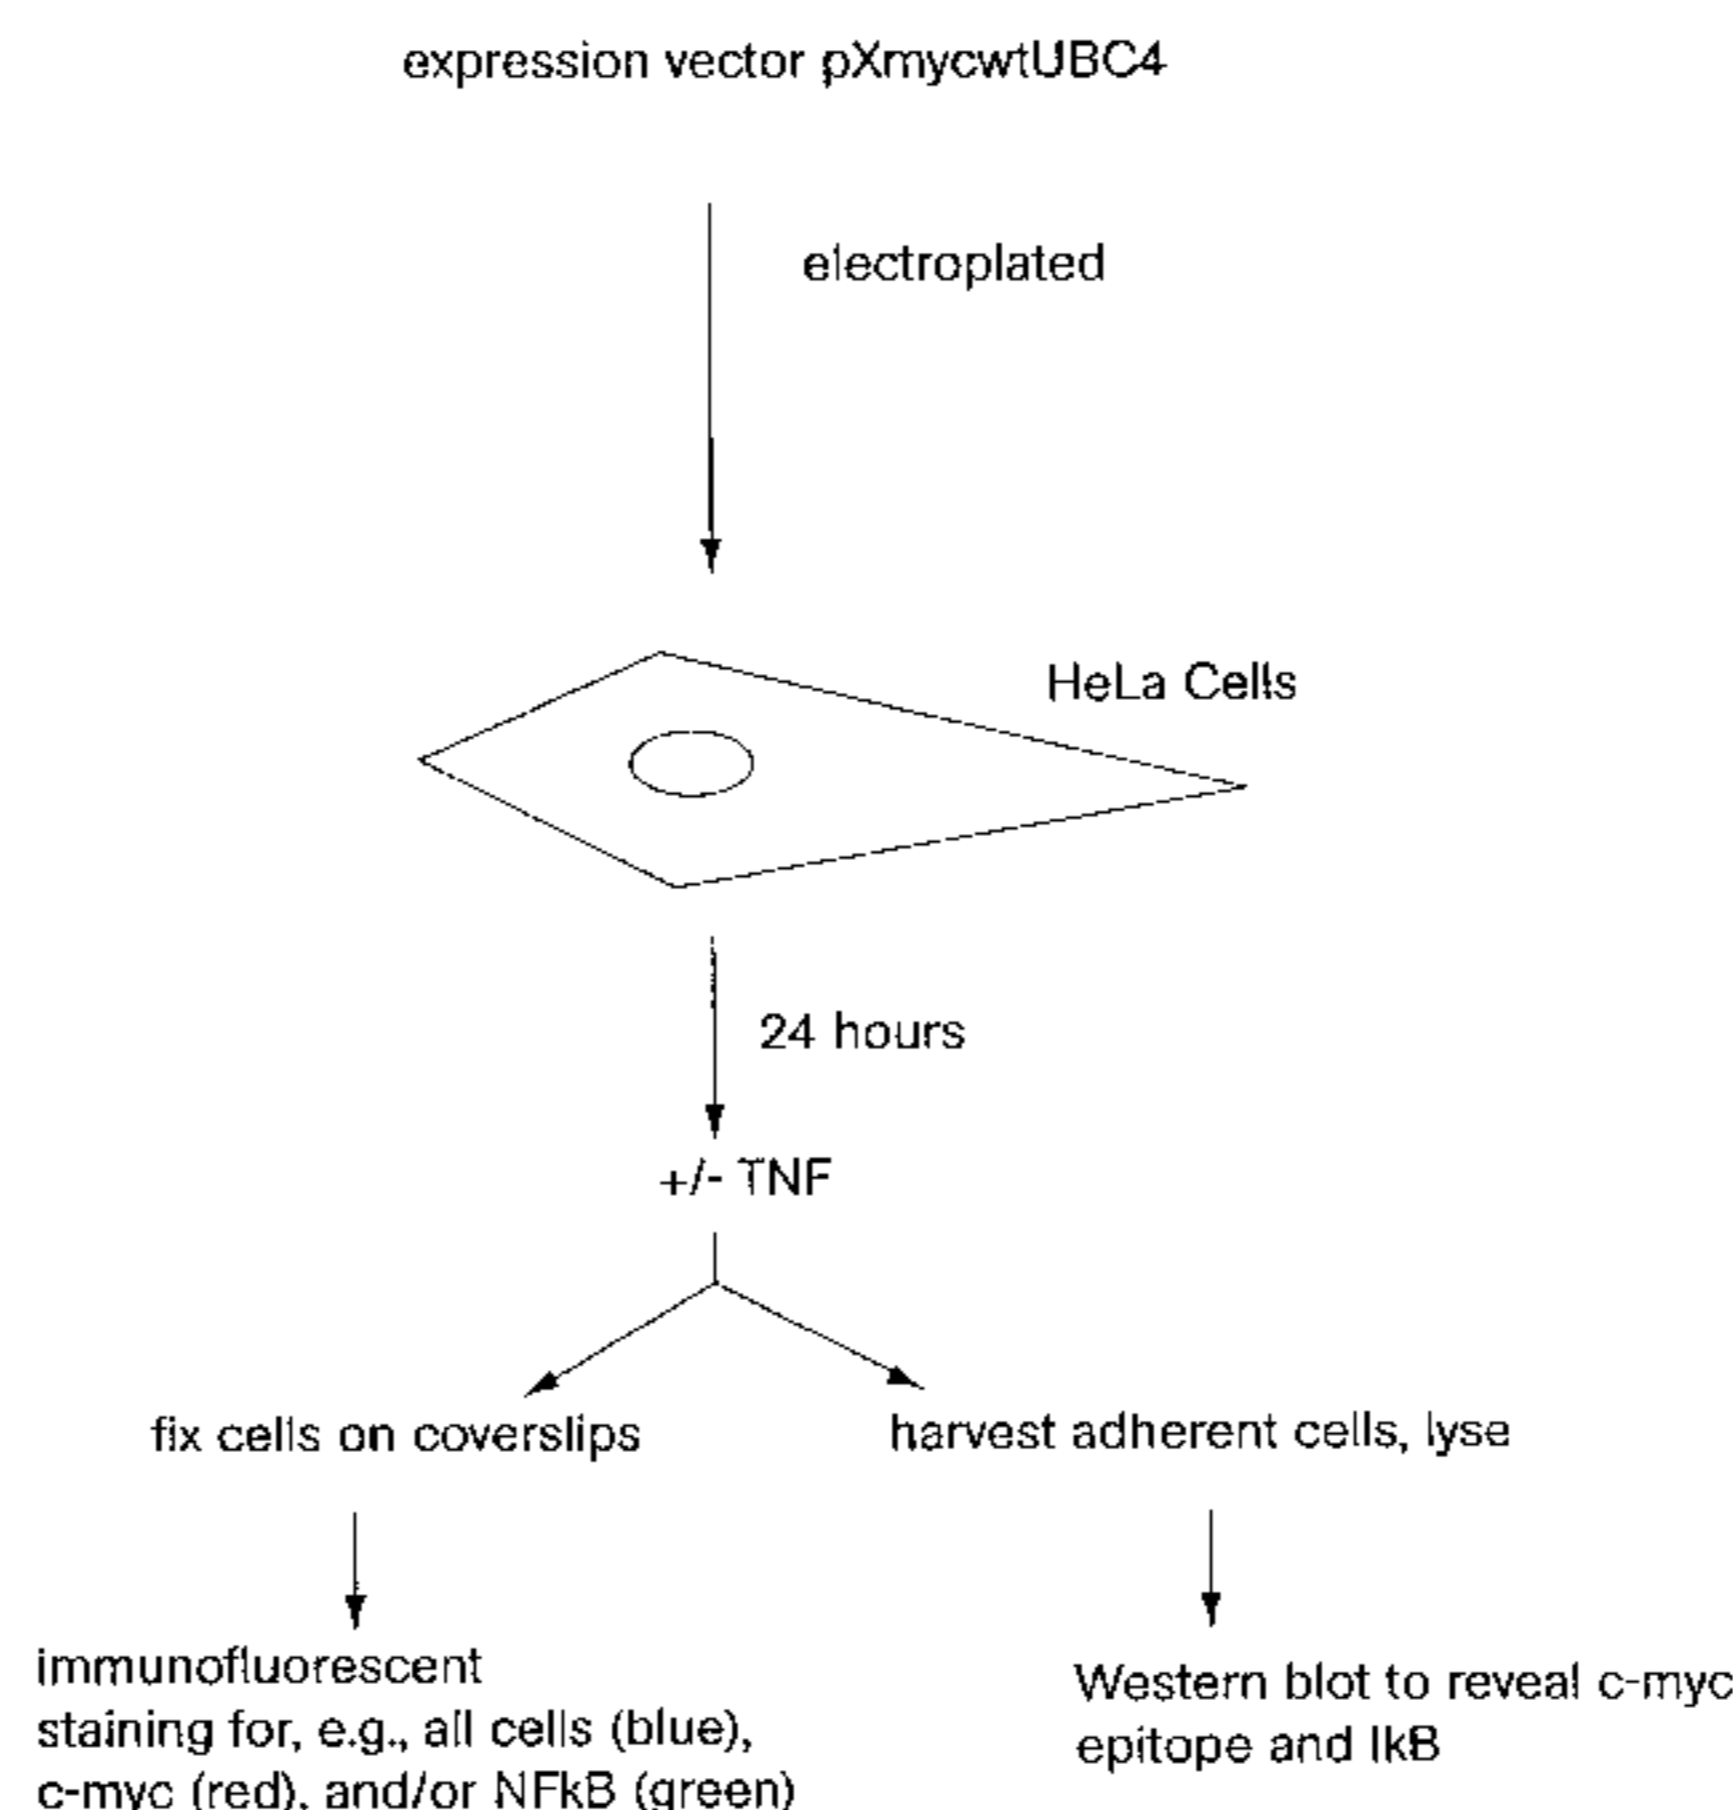 expression vector pXmycwtUBC4
electroplated
HeLa Cells
24 hours
+/- TNF
fix cells on coverslips
harvest adherent cells, lyse
immunofluorescent
staining for, e.g., all cells (blue),
c-myc (red), and/or NFkB (green)
Western blot to reveal c-myc
epitope and IkB